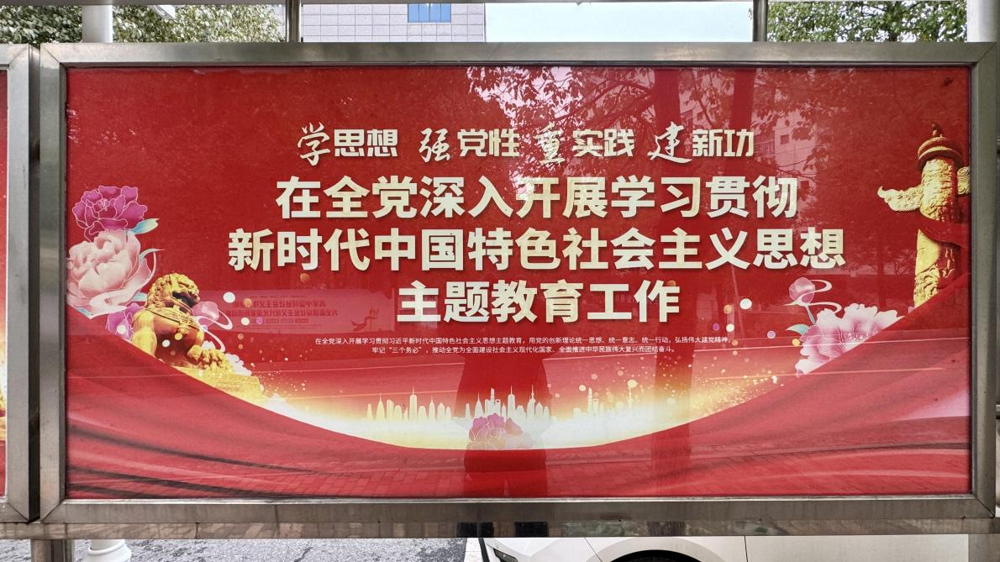 学思想 强党性 重实践 建新功
在全党深入开展学习贯彻
新时代中国特色社会主义思想
主题教育工作
在全党深入开展学习贯彻习近平新时代中国特色社会主义思想主题教育，用党的创新理论统一思想、统一意志、统一行动，弘扬伟大建党精神，
牢记“三个务必”，推动全党为全面建设社会主义现代化国家、全面推进中华民族伟大复兴而团结奋斗。